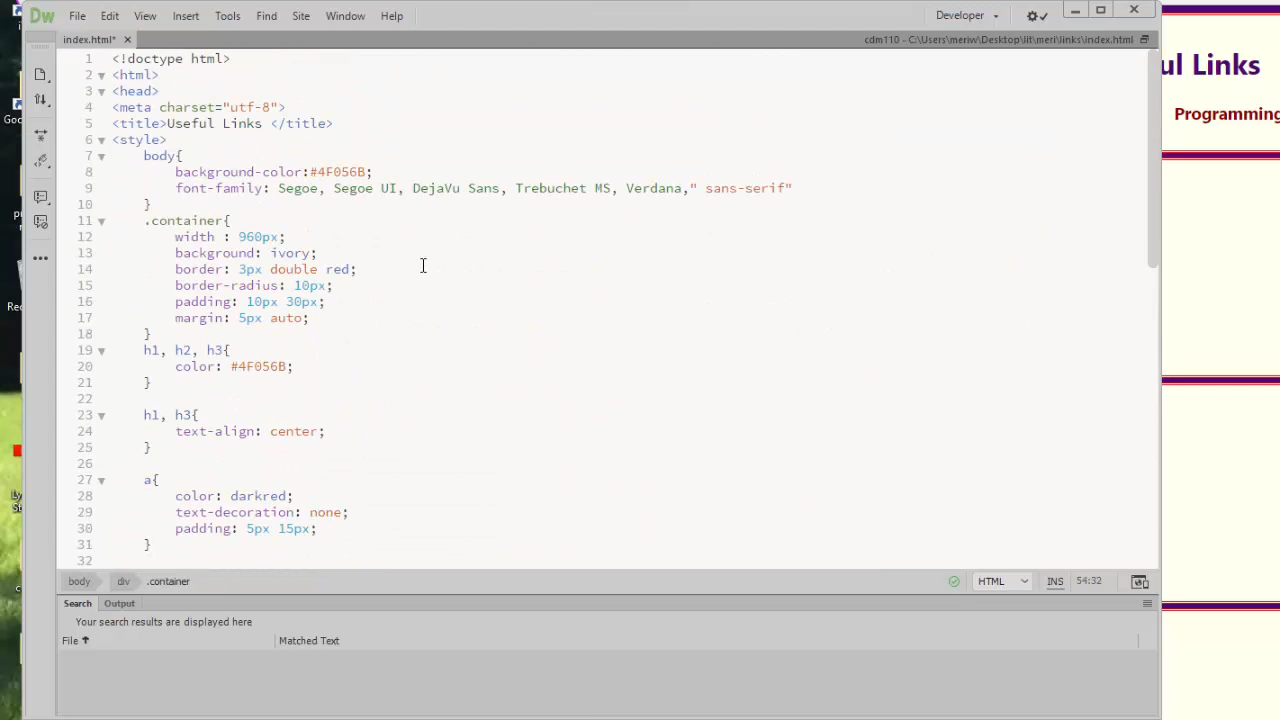 Dw File Edit View Insert Tools Find Site Window Help Developer
index.html* cdm110 - C:\Users\meriw\Desktop\lit\meri\links\index.html
1 <!doctype html>
2 <html>
3 <head>
4 <meta charset="utf-8">
5 <title>Useful Links </title>
6 <style>
7 body{
8 background-color:#4F056B;
9 font-family: Segoe, Segoe UI, DejaVu Sans, Trebuchet MS, Verdana," sans-serif"
10 }
11 .container{
12 width : 960px;
13 background: ivory;
14 border: 3px double red;
15 border-radius: 10px;
16 padding: 10px 30px;
17 margin: 5px auto;
18 }
19 h1, h2, h3{
20 color: #4F056B;
21 }
22
23 h1, h3{
24 text-align: center;
25 }
26
27 a{
28 color: darkred;
29 text-decoration: none;
30 padding: 5px 15px;
31 }
32
body div .container HTML INS 54:32
Search Output
Your search results are displayed here
File Matched Text
ul Links
Programming